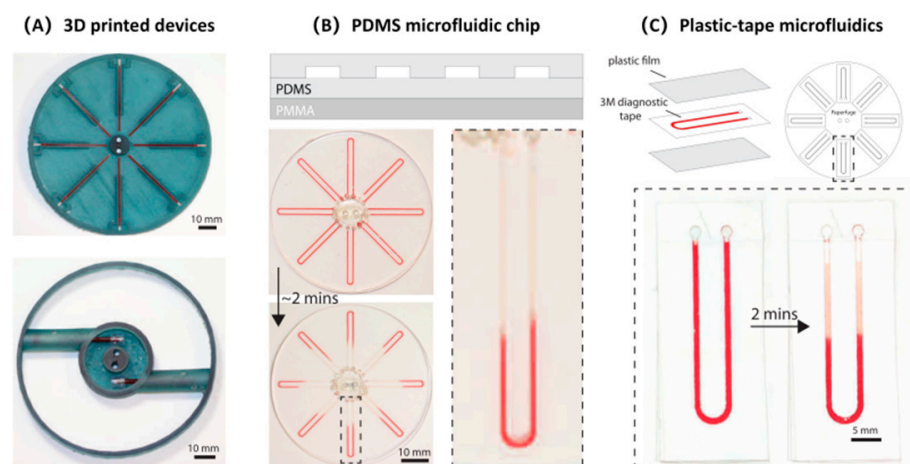 (A) 3D printed devices
10 mm
10 mm
(B) PDMS microfluidic chip
PDMS
PMMA
~2 mins
10 mm
(C) Plastic-tape microfluidics
plastic film
3M diagnostic
tape
Paperfuge
2 mins
5 mm